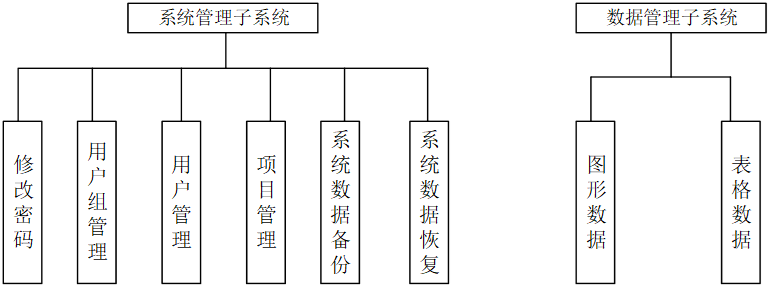 系统管理子系统
数据管理子系统
修改密码
用户组管理
用户管理
项目管理
系统数据备份
系统数据恢复
图形数据
表格数据